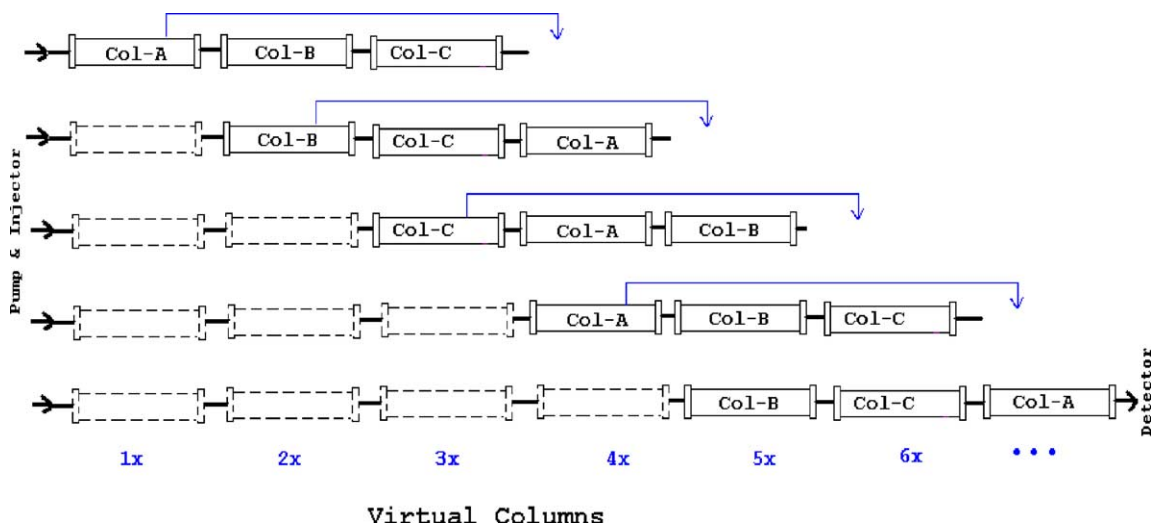 Col-A Col-B Col-C
Col-B Col-C Col-A
Col-C Col-A Col-B
Col-A Col-B Col-C
Col-B Col-C Col-A
Pump & Injector
Detector
1x 2x 3x 4x 5x 6x •••
Virtual Columns